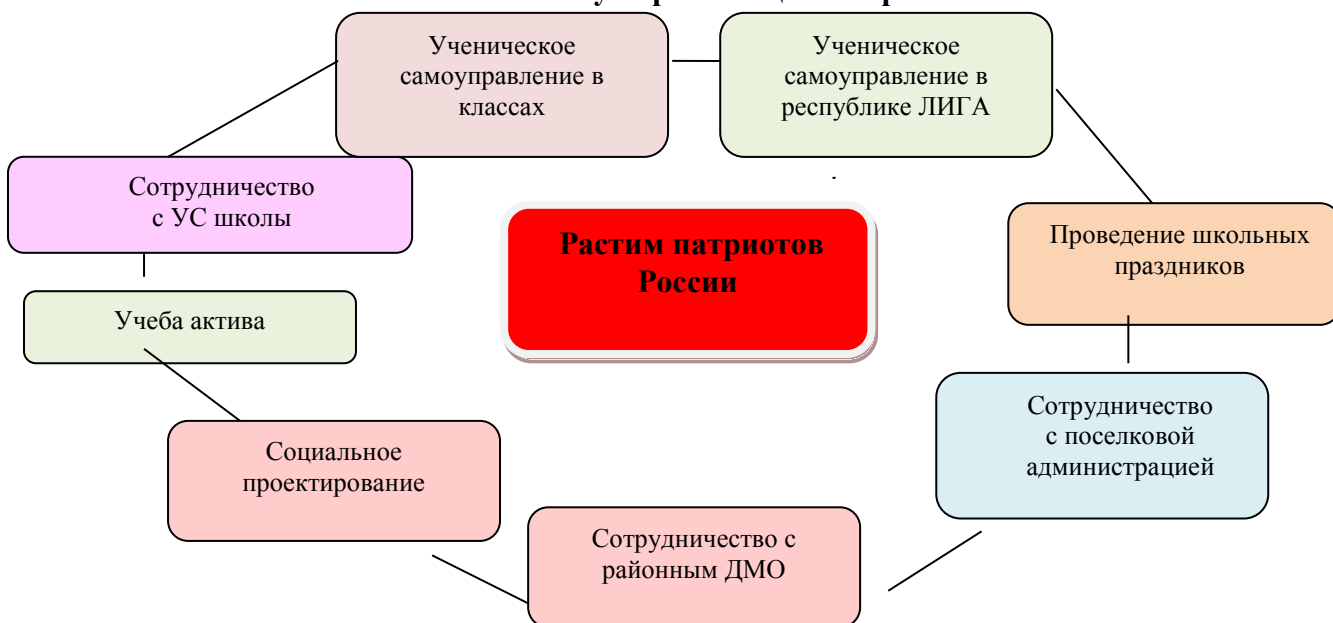 Ученическое
самоуправление в
классах
Ученическое
самоуправление в
республике ЛИГА
Сотрудничество
с УС школы
Растим патриотов
России
Проведение школьных
праздников
Учеба актива
Сотрудничество
с поселковой
администрацией
Социальное
проектирование
Сотрудничество с
районным ДМО